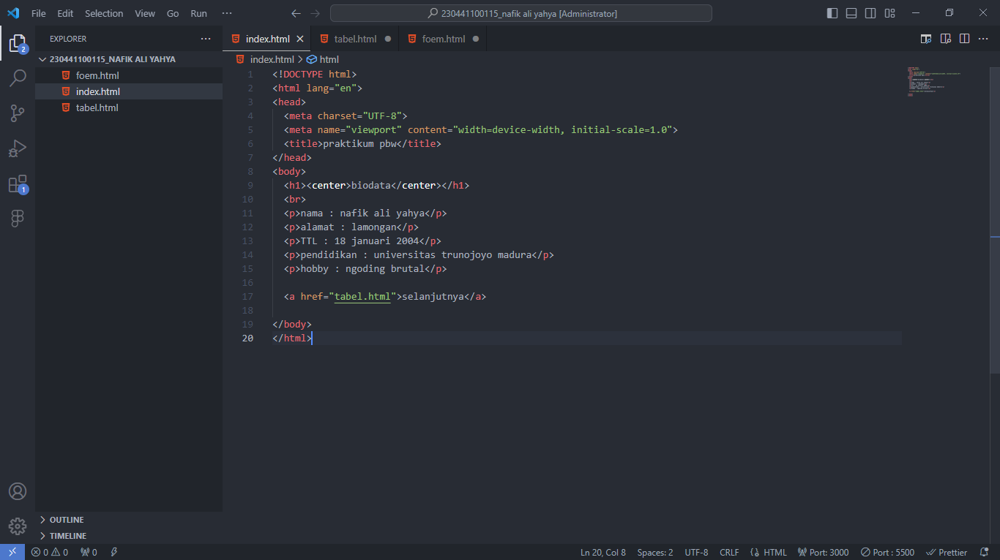 File Edit Selection View Go Run ··· 230441100115_nafik ali yahya [Administrator]
EXPLORER ···
230441100115_NAFIK ALI YAHYA
foem.html
index.html
tabel.html
2
1
index.html tabel.html foem.html
index.html > html
1 <!DOCTYPE html>
2 <html lang="en">
3 <head>
4 <meta charset="UTF-8">
5 <meta name="viewport" content="width=device-width, initial-scale=1.0">
6 <title>praktikum pbw</title>
7 </head>
8 <body>
9 <h1><center>biodata</center></h1>
10 <br>
11 <p>nama : nafik ali yahya</p>
12 <p>alamat : lamongan</p>
13 <p>TTL : 18 januari 2004</p>
14 <p>pendidikan : universitas trunojoyo madura</p>
15 <p>hobby : ngoding brutal</p>
16
17 <a href="tabel.html">selanjutnya</a>
18
19 </body>
20 </html>
OUTLINE
TIMELINE
0 0 0 Ln 20, Col 8 Spaces: 2 UTF-8 CRLF HTML Port: 3000 Port : 5500 Prettier